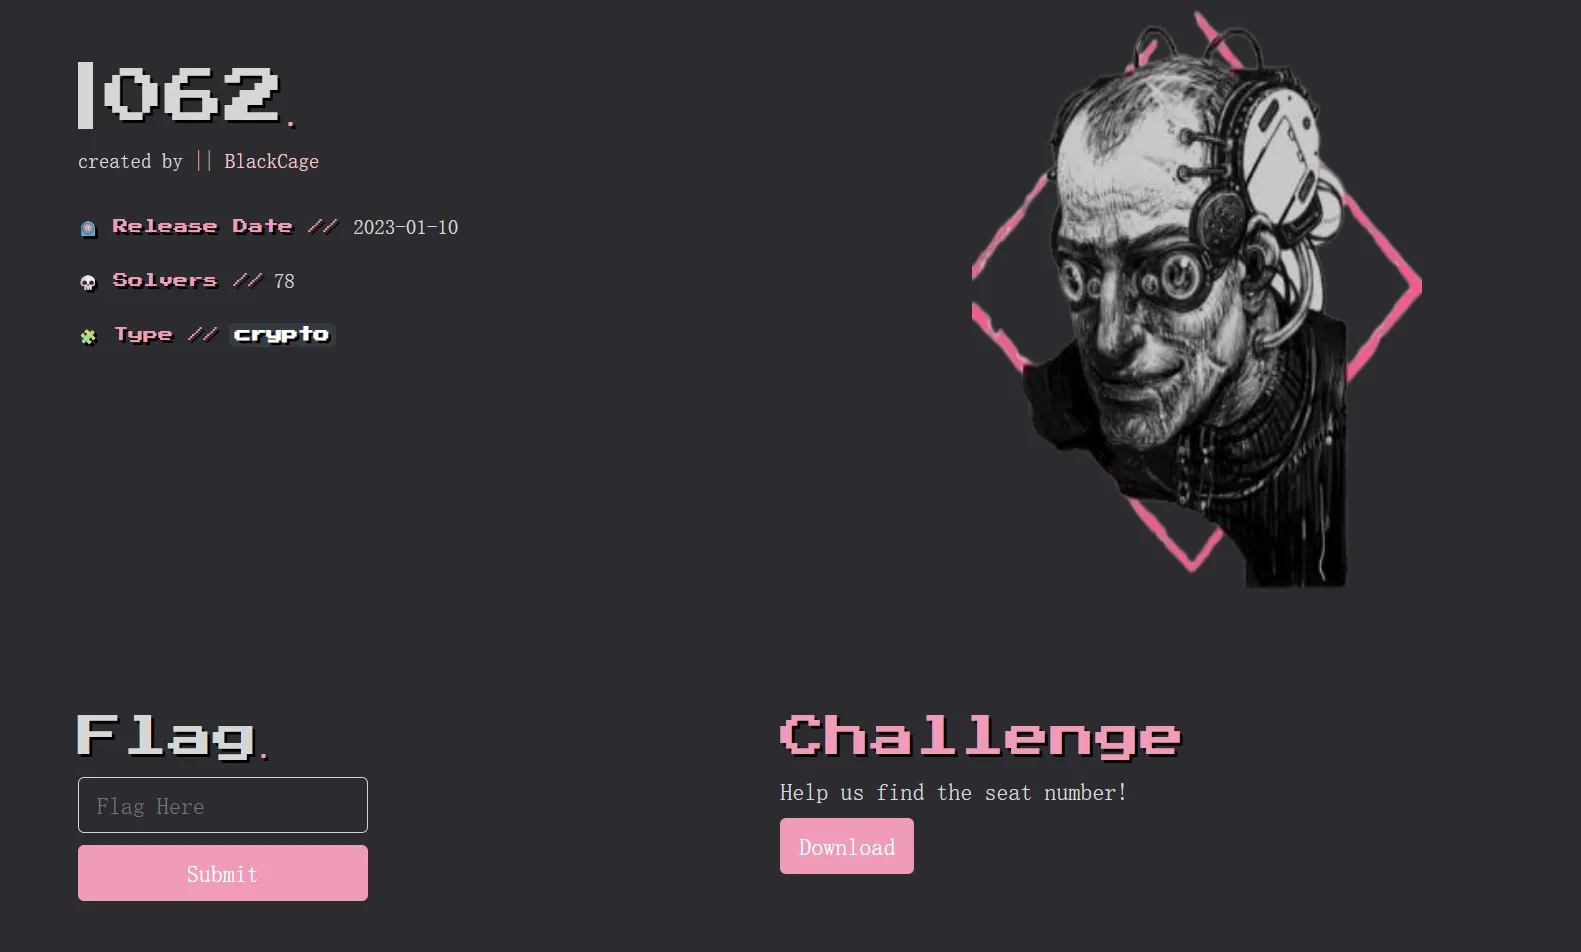 |062.
created by || BlackCage
Release Date // 2023-01-10
Solvers // 78
Type // crypto
Flag.
Flag Here
Submit
Challenge
Help us find the seat number!
Download